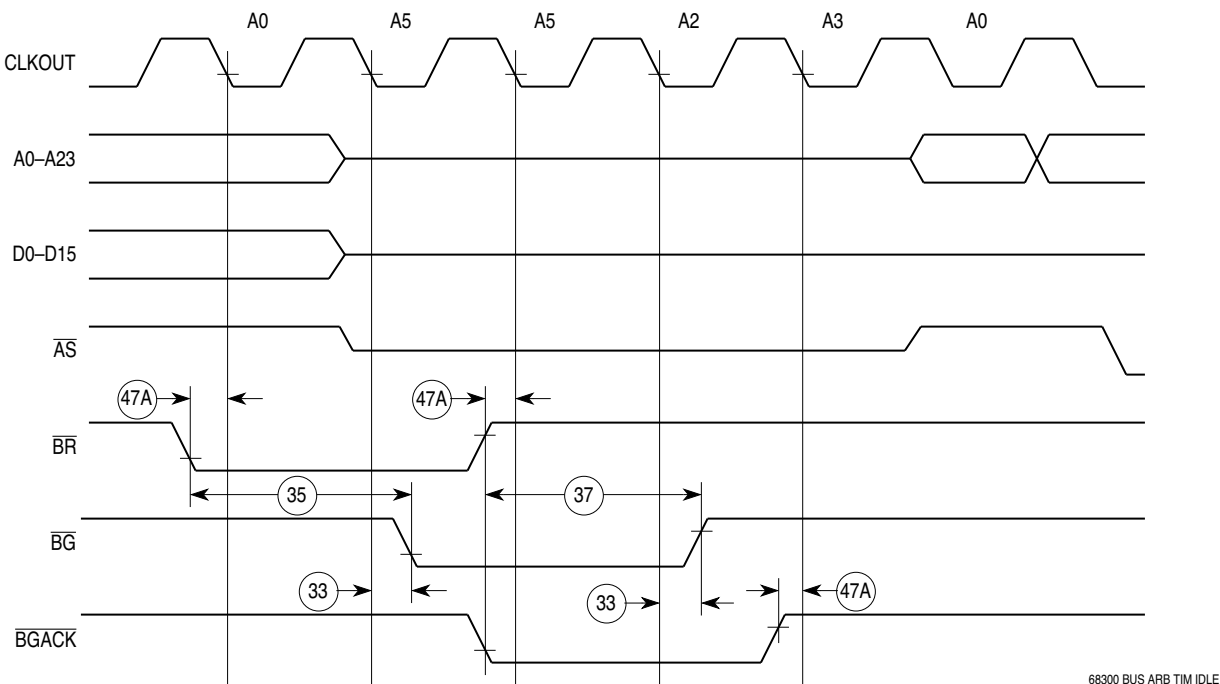 A0 A5 A5 A2 A3 A0
CLKOUT
A0–A23
D0–D15
AS
47A 47A
BR
35 37
BG
33 33 47A
BGACK
68300 BUS ARB TIM IDLE